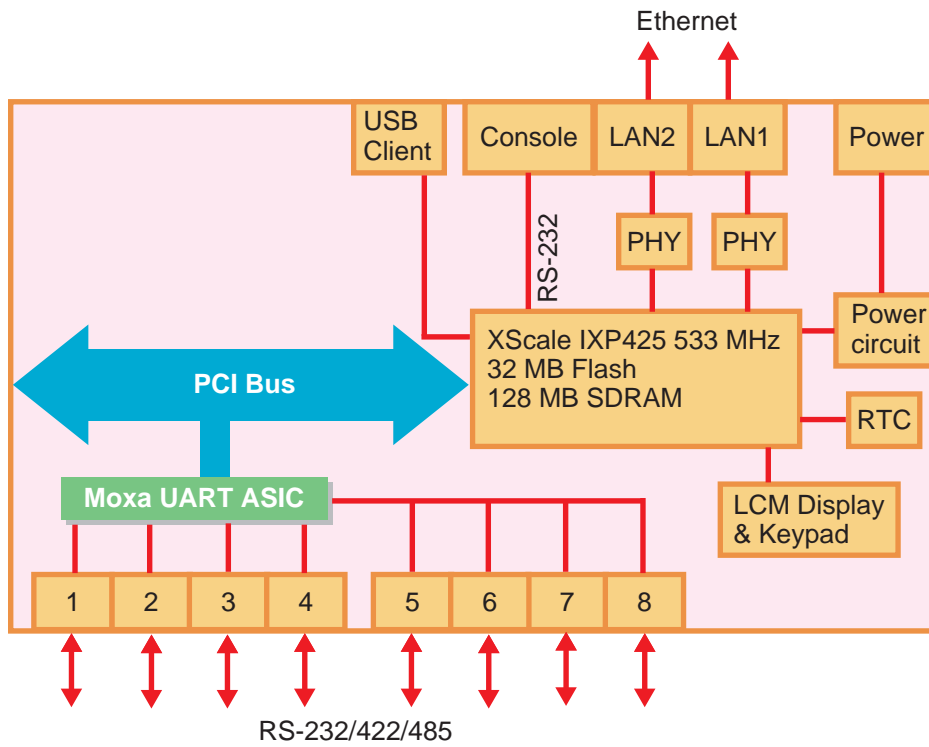 Ethernet
USB
Client
Console
LAN2
LAN1
Power
RS-232
PHY
PHY
XScale IXP425 533 MHz
32 MB Flash
128 MB SDRAM
Power
circuit
PCI Bus
RTC
Moxa UART ASIC
LCM Display
& Keypad
1
2
3
4
5
6
7
8
RS-232/422/485